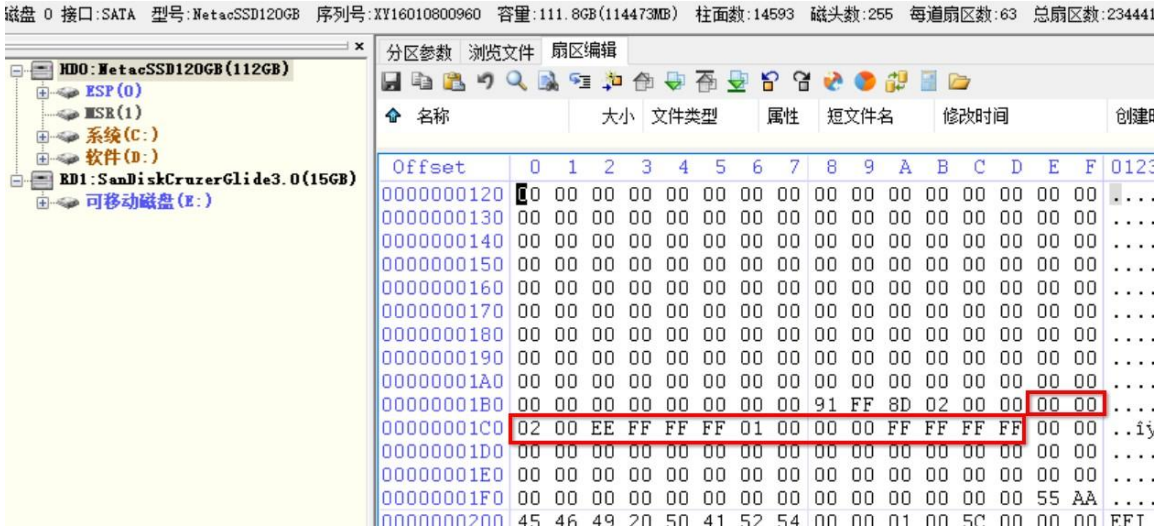 磁盘 0 接口:SATA 型号:NetacSSD120GB 序列号:XY16010800960 容量:111.8GB(114473MB) 柱面数:14593 磁头数:255 每道扇区数:63 总扇区数:234441
HD0:NetacSSD120GB(112GB)
ESP(0)
MSR(1)
系统(C:)
软件(D:)
RD1:SanDiskCruzerGlide3.0(15GB)
可移动磁盘(E:)
分区参数 浏览文件 扇区编辑
名称 大小 文件类型 属性 短文件名 修改时间
Offset 0 1 2 3 4 5 6 7 8 9 A B C D E F 0123
0000000120 00 00 00 00 00 00 00 00 00 00 00 00 00 00 00 00 ....
0000000130 00 00 00 00 00 00 00 00 00 00 00 00 00 00 00 00 ....
0000000140 00 00 00 00 00 00 00 00 00 00 00 00 00 00 00 00 ....
0000000150 00 00 00 00 00 00 00 00 00 00 00 00 00 00 00 00 ....
0000000160 00 00 00 00 00 00 00 00 00 00 00 00 00 00 00 00 ....
0000000170 00 00 00 00 00 00 00 00 00 00 00 00 00 00 00 00 ....
0000000180 00 00 00 00 00 00 00 00 00 00 00 00 00 00 00 00 ....
0000000190 00 00 00 00 00 00 00 00 00 00 00 00 00 00 00 00 ....
00000001A0 00 00 00 00 00 00 00 00 00 00 00 00 00 00 00 00 ....
00000001B0 00 00 00 00 00 00 00 00 91 FF 8D 02 00 00 00 00 ....
00000001C0 02 00 EE FF FF FF 01 00 00 00 FF FF FF FF 00 00 ..îÿ
00000001D0 00 00 00 00 00 00 00 00 00 00 00 00 00 00 00 00 ....
00000001E0 00 00 00 00 00 00 00 00 00 00 00 00 00 00 00 00 ....
00000001F0 00 00 00 00 00 00 00 00 00 00 00 00 00 00 55 AA ....
0000000200 45 46 49 20 50 41 52 54 00 00 01 00 5C 00 00 00 EFI